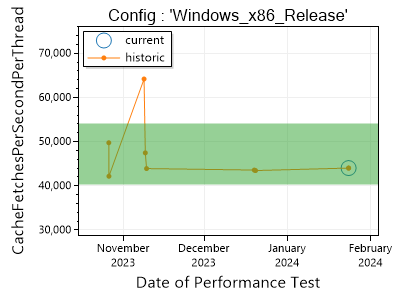 Config : 'Windows_x86_Release'
CacheFetchesPerSecondPerThread
current
historic
70,000
60,000
50,000
40,000
30,000
November
2023
December
2023
January
2024
February
2024
Date of Performance Test